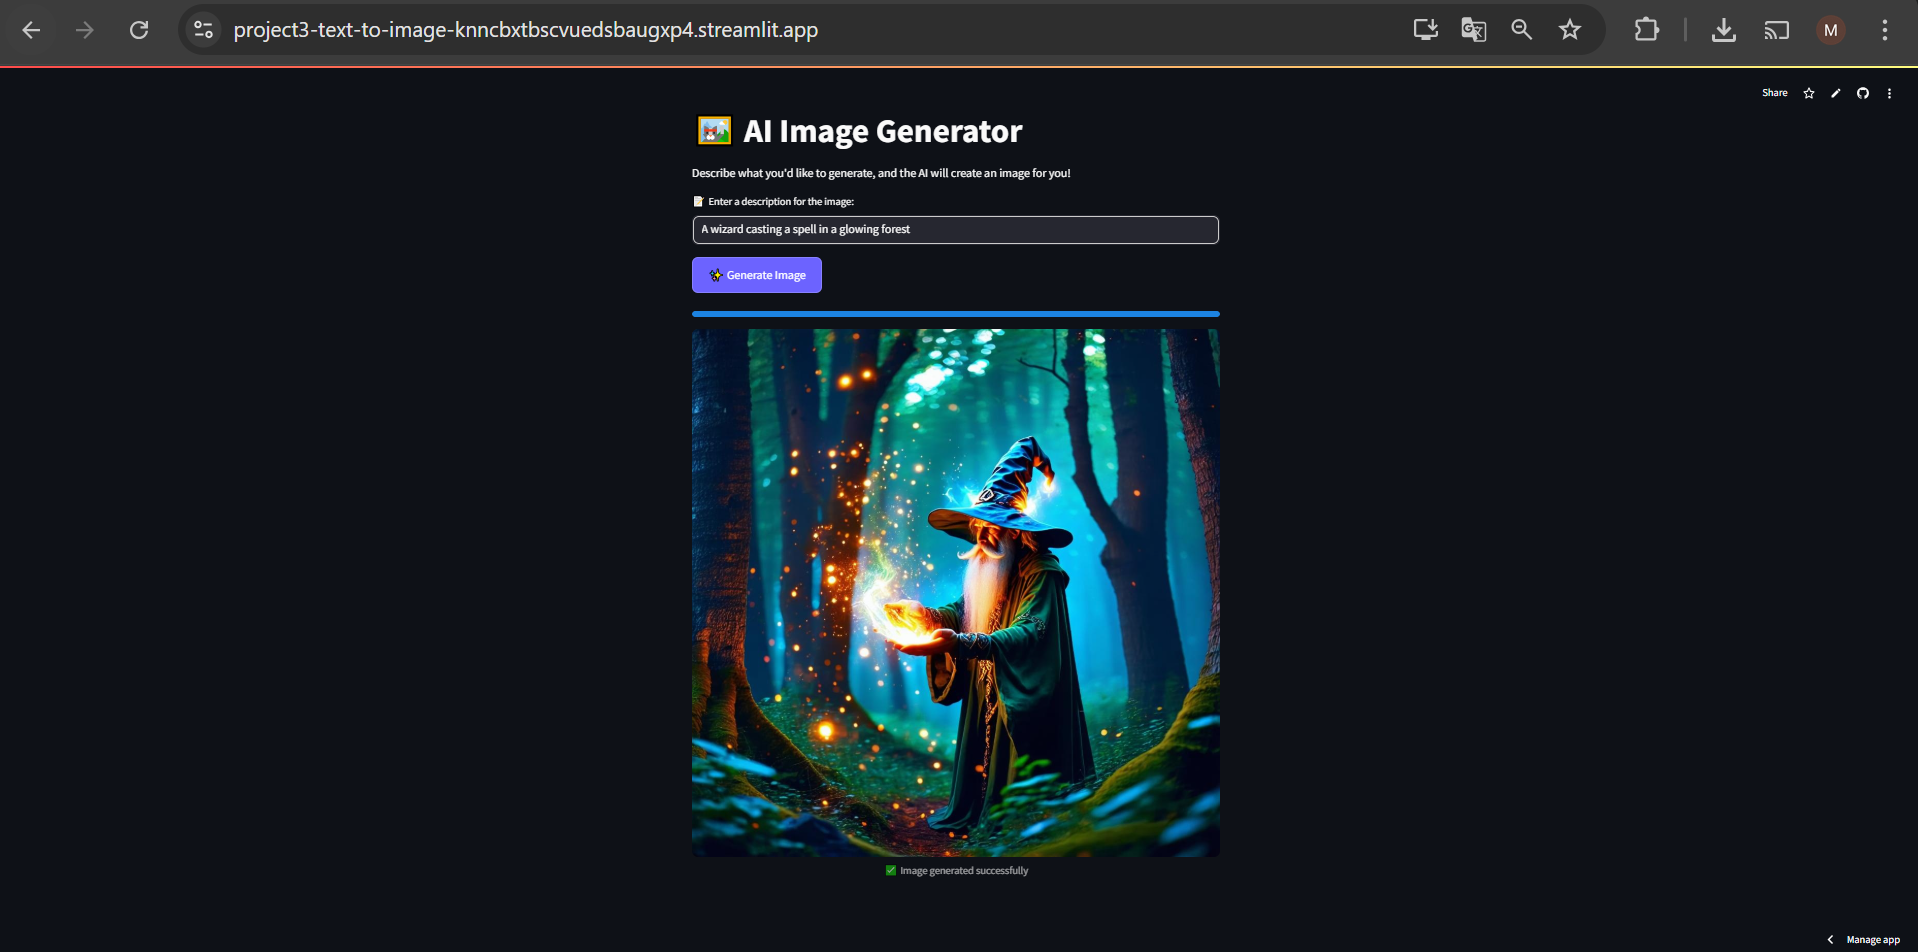 project3-text-to-image-knncbxtbscvuedsbaugxp4.streamlit.app
M
Share
AI Image Generator
Describe what you'd like to generate, and the AI will create an image for you!
Enter a description for the image:
A wizard casting a spell in a glowing forest
✨ Generate Image
✅ Image generated successfully
Manage app